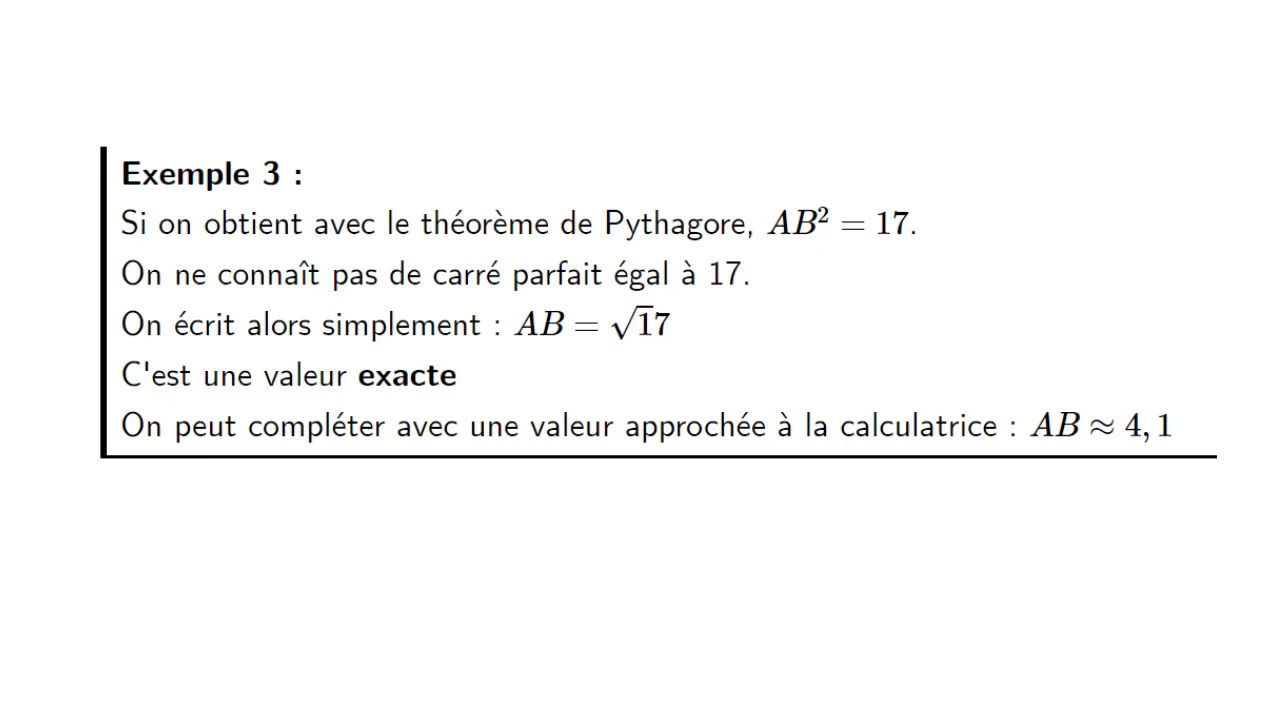 Exemple 3 :
Si on obtient avec le théorème de Pythagore, AB² = 17.
On ne connaît pas de carré parfait égal à 17.
On écrit alors simplement : AB = √17
C'est une valeur exacte
On peut compléter avec une valeur approchée à la calculatrice : AB ≈ 4, 1